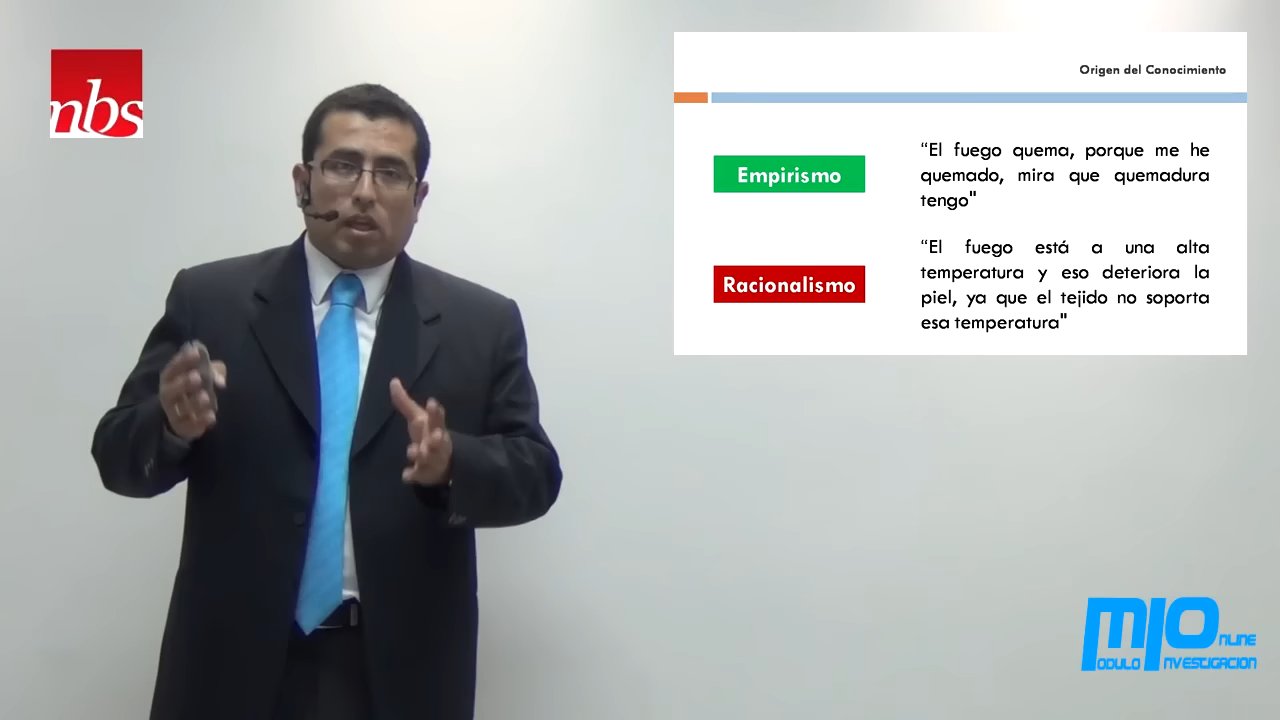 nbs
Origen del Conocimiento
Empirismo
“El fuego quema, porque me he
quemado, mira que quemadura
tengo"
Racionalismo
“El fuego está a una alta
temperatura y eso deteriora la
piel, ya que el tejido no soporta
esa temperatura"
MIO
NLINE
ODULO NVESTIGACION